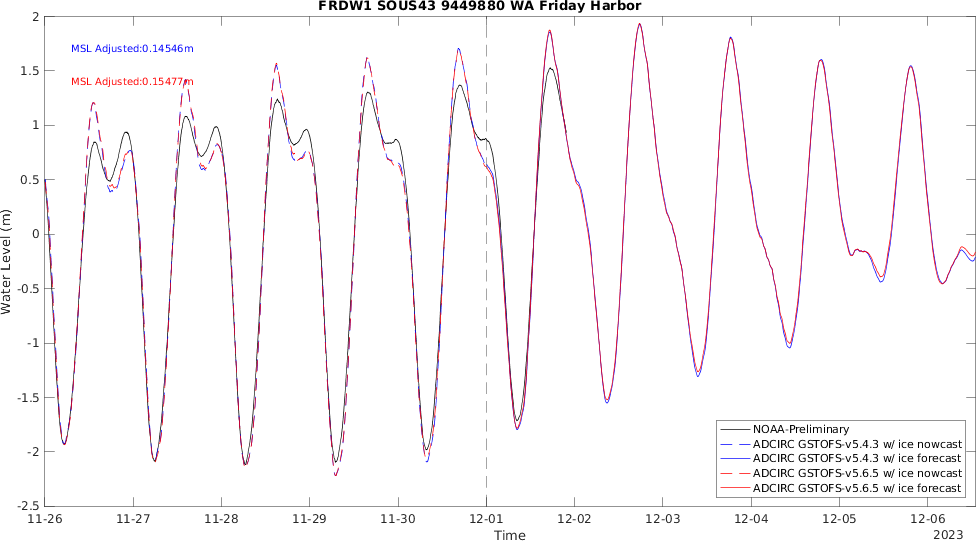 FRDW1 SOUS43 9449880 WA Friday Harbor
MSL Adjusted:0.14546m
MSL Adjusted:0.15477m
Water Level (m)
2
1.5
1
0.5
0
-0.5
-1
-1.5
-2
-2.5
NOAA-Preliminary
ADCIRC GSTOFS-v5.4.3 w/ ice nowcast
ADCIRC GSTOFS-v5.4.3 w/ ice forecast
ADCIRC GSTOFS-v5.6.5 w/ ice nowcast
ADCIRC GSTOFS-v5.6.5 w/ ice forecast
11-26 11-27 11-28 11-29 11-30 12-01 12-02 12-03 12-04 12-05 12-06
Time
2023